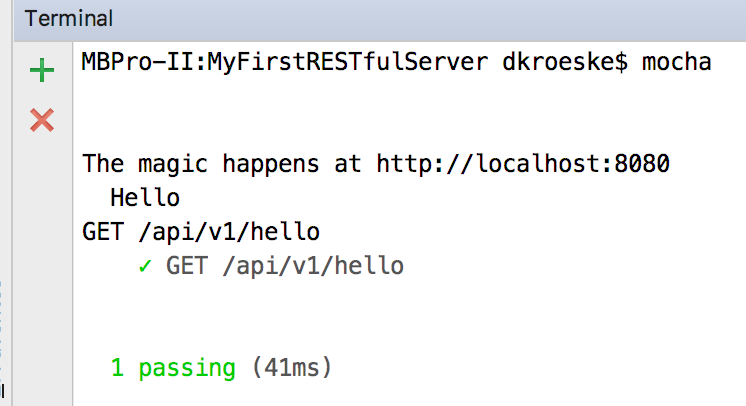 Terminal
MBPro-II:MyFirstRESTfulServer dkroeske$ mocha
The magic happens at http://localhost:8080
Hello
GET /api/v1/hello
✓ GET /api/v1/hello
1 passing (41ms)